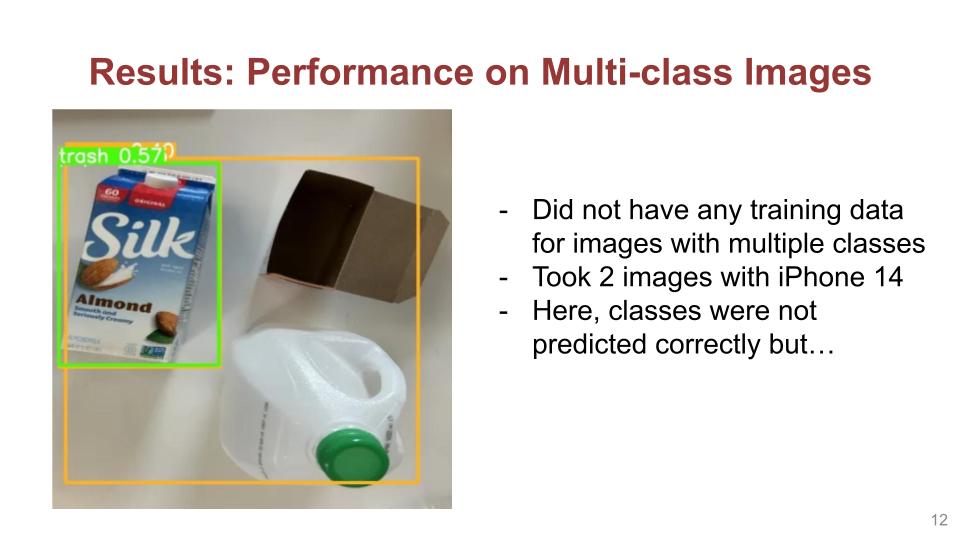 Results: Performance on Multi-class Images
trash 0.57
60
ORIGINAL
Silk
Almond
Smooth and
Seriously Creamy
- Did not have any training data
for images with multiple classes
- Took 2 images with iPhone 14
- Here, classes were not
predicted correctly but…
12